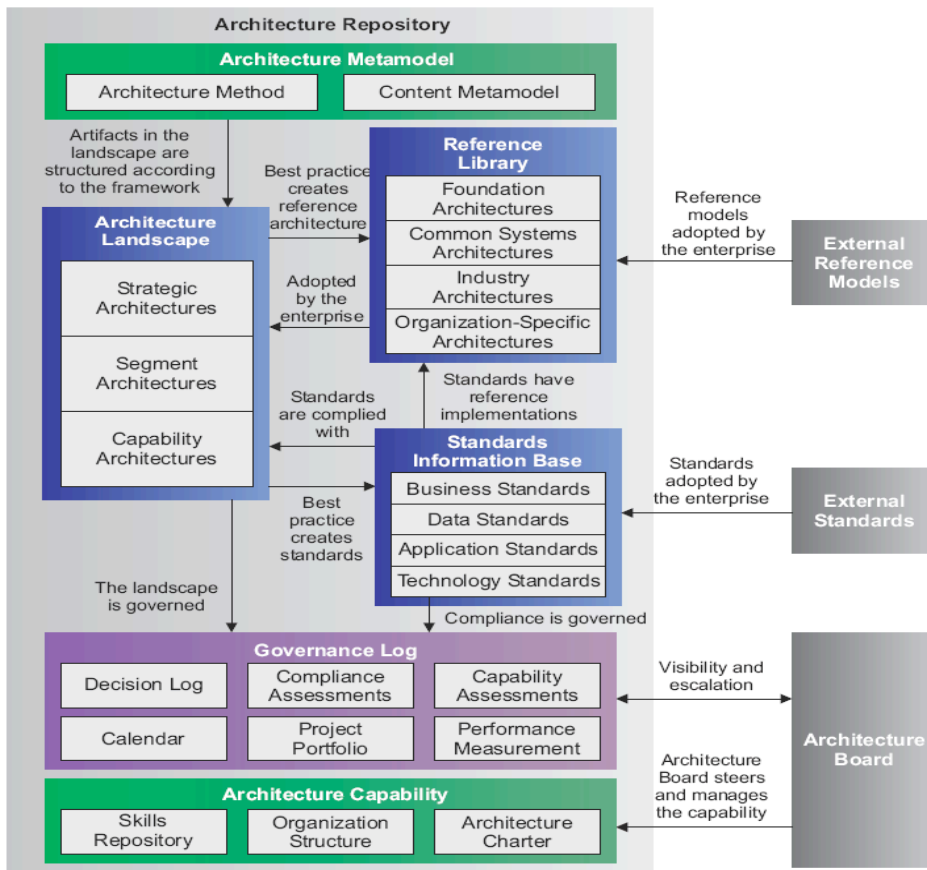 Architecture Repository
Architecture Metamodel
Architecture Method
Content Metamodel
Artifacts in the
landscape are
structured according
to the framework
Best practice
creates
reference
architecture
Reference
Library
Foundation
Architectures
Common Systems
Architectures
Industry
Architectures
Organization-Specific
Architectures
Reference
models
adopted by
the enterprise
External
Reference
Models
Architecture
Landscape
Strategic
Architectures
Segment
Architectures
Capability
Architectures
Adopted
by the
enterprise
Standards
are complied
with
Standards have
reference
implementations
Standards
Information Base
Business Standards
Data Standards
Application Standards
Technology Standards
Standards
adopted
by the
enterprise
External
Standards
Best
practice
creates
standards
The landscape
is governed
Compliance is governed
Governance Log
Decision Log
Compliance
Assessments
Capability
Assessments
Calendar
Project
Portfolio
Performance
Measurement
Visibility and
escalation
Architecture
Board
Architecture
Board steers
and manages
the capability
Architecture Capability
Skills
Repository
Organization
Structure
Architecture
Charter